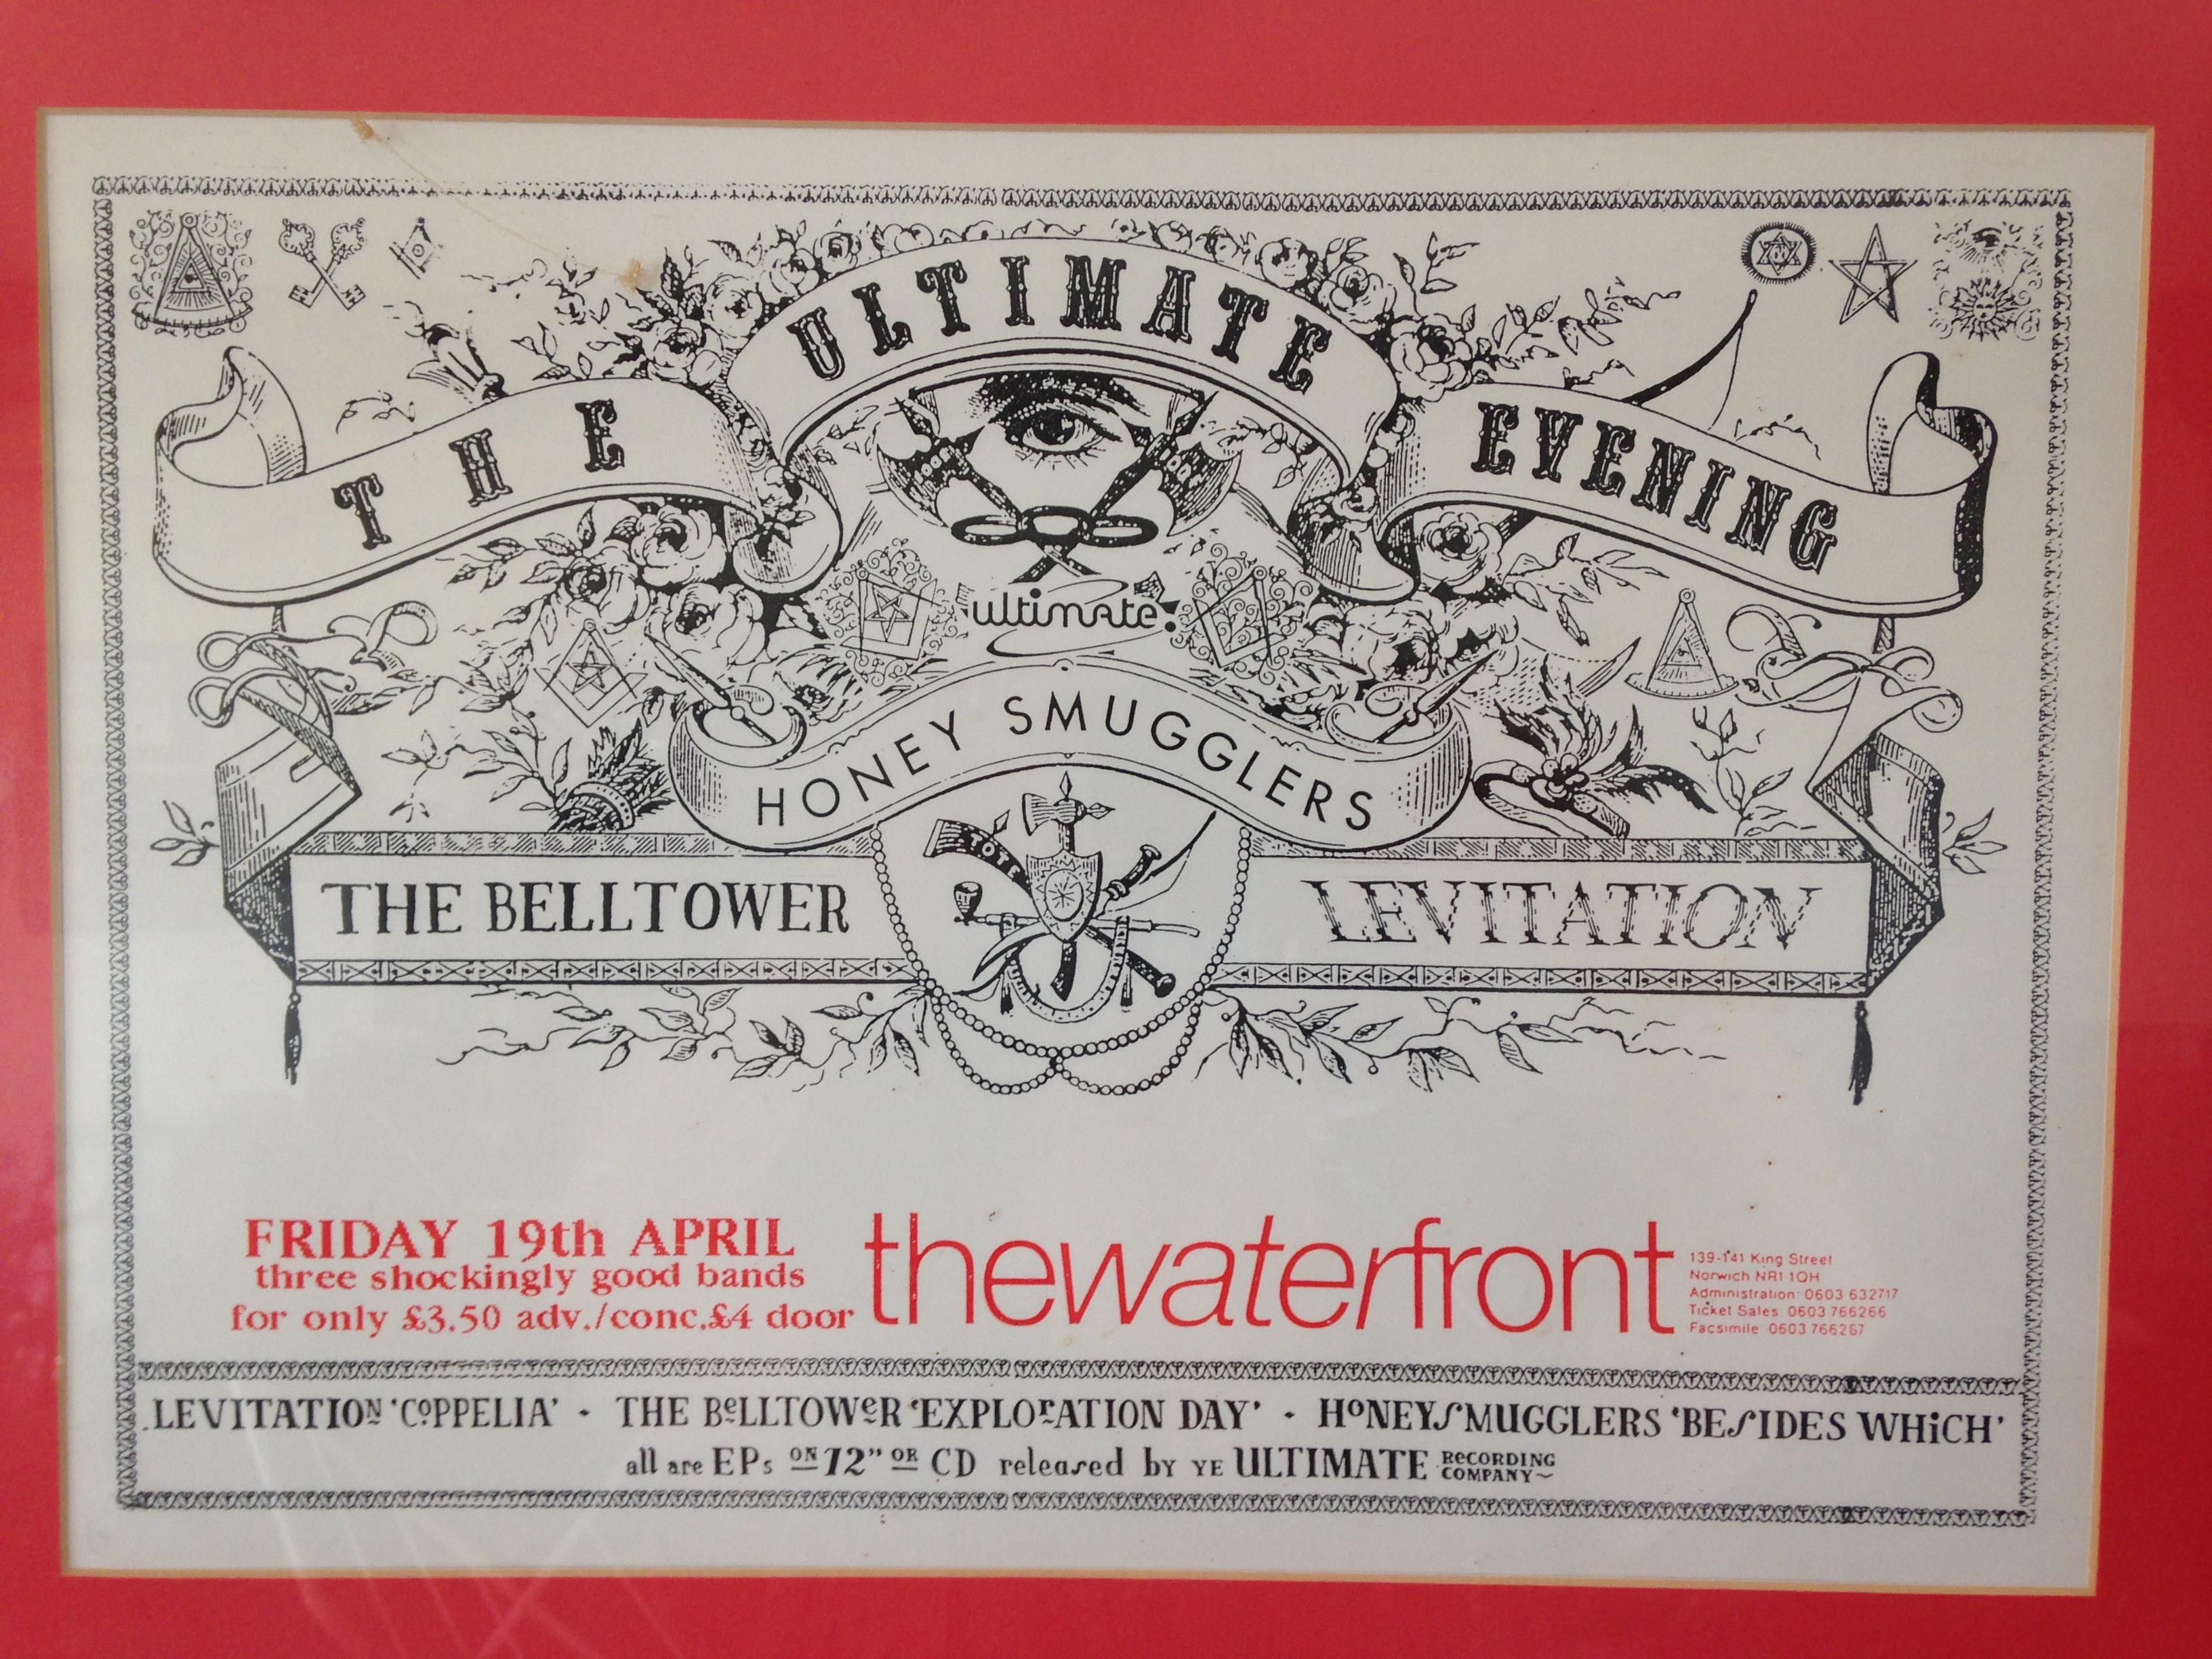 THE ULTIMATE EVENING
ultimate
HONEY SMUGGLERS
TOTE
THE BELLTOWER
LEVITATION
FRIDAY 19th APRIL
three shockingly good bands
for only £3.50 adv./conc.£4 door
thewaterfront
139-141 King Street
Norwich NR1 1QH
Administration: 0603 632717
Ticket Sales 0603 766266
Facsimile 0603 766267
LEVITATION 'COPPELIA' · THE BELLTOWER 'EXPLORATION DAY' · HONEYSMUGGLERS 'BESIDES WHICH'
all are EPs ON 12" OR CD released by YE ULTIMATE RECORDING COMPANY~